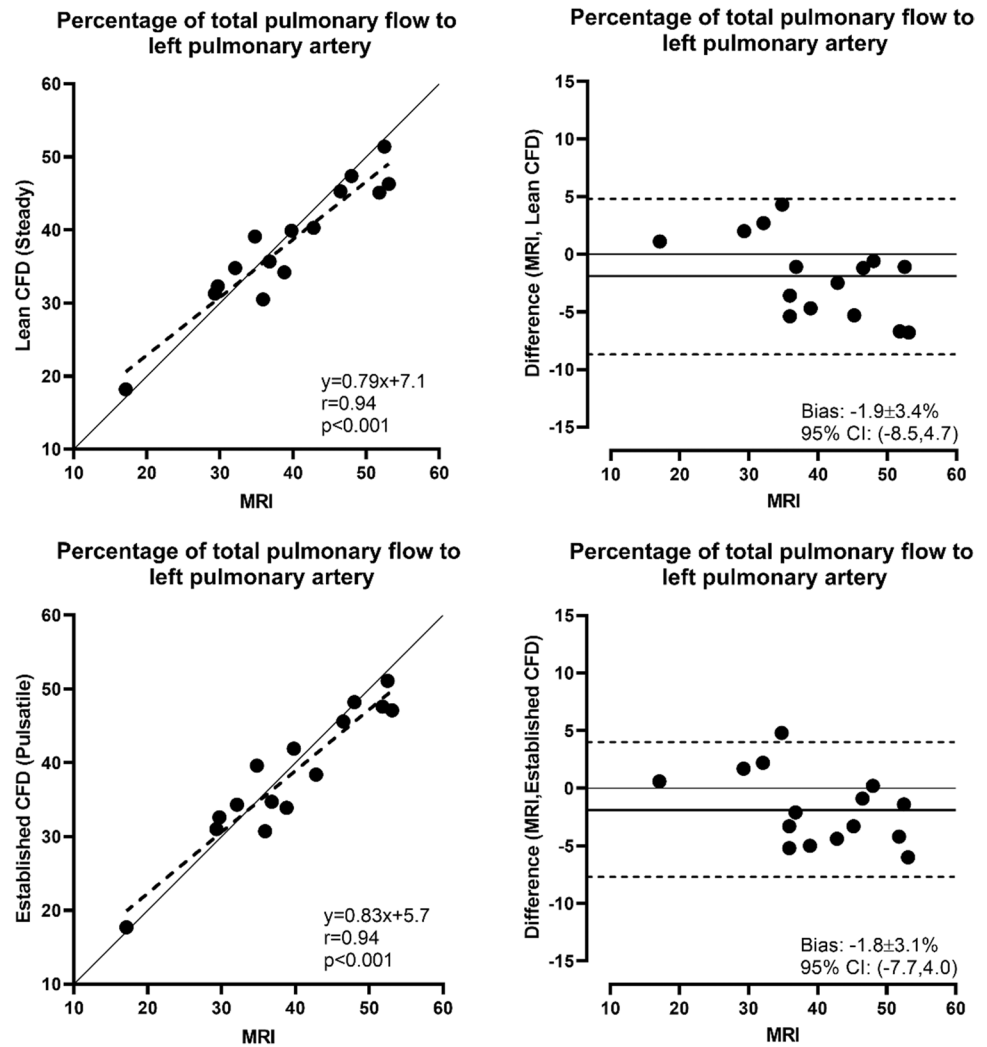 Percentage of total pulmonary flow to
left pulmonary artery
60
50
40
30
20
10
Lean CFD (Steady)
y=0.79x+7.1
r=0.94
p<0.001
10 20 30 40 50 60
MRI
Percentage of total pulmonary flow to
left pulmonary artery
15
10
5
0
-5
-10
-15
Difference (MRI, Lean CFD)
Bias: -1.9±3.4%
95% CI: (-8.5,4.7)
10 20 30 40 50 60
MRI
Percentage of total pulmonary flow to
left pulmonary artery
60
50
40
30
20
10
Established CFD (Pulsatile)
y=0.83x+5.7
r=0.94
p<0.001
10 20 30 40 50 60
MRI
Percentage of total pulmonary flow to
left pulmonary artery
15
10
5
0
-5
-10
-15
Difference (MRI,Established CFD)
Bias: -1.8±3.1%
95% CI: (-7.7,4.0)
10 20 30 40 50 60
MRI